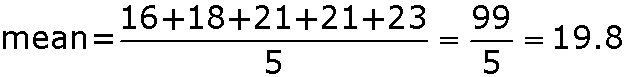 mean = 16+18+21+21+23 / 5 = 99 / 5 = 19.8